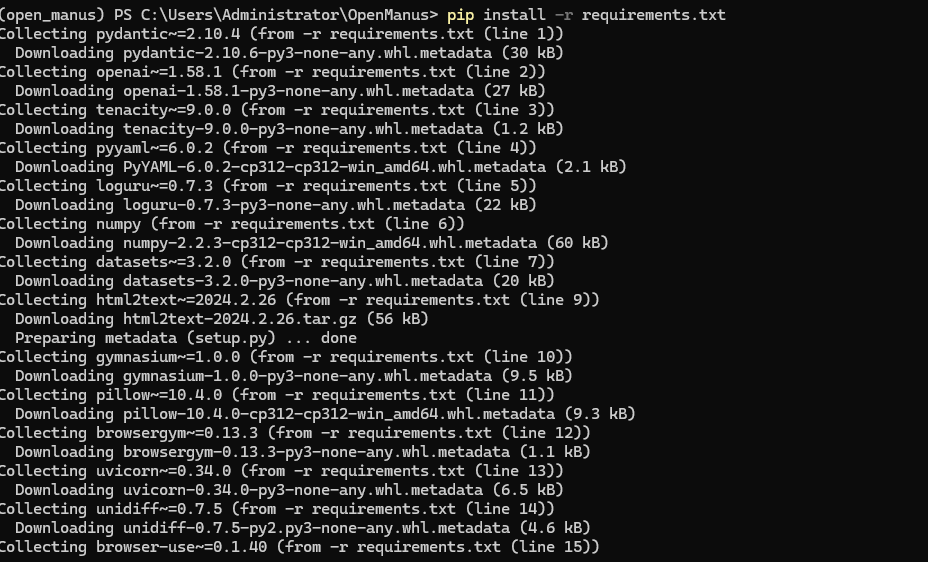 (open_manus) PS C:\Users\Administrator\OpenManus> pip install -r requirements.txt
Collecting pydantic~=2.10.4 (from -r requirements.txt (line 1))
  Downloading pydantic-2.10.6-py3-none-any.whl.metadata (30 kB)
Collecting openai~=1.58.1 (from -r requirements.txt (line 2))
  Downloading openai-1.58.1-py3-none-any.whl.metadata (27 kB)
Collecting tenacity~=9.0.0 (from -r requirements.txt (line 3))
  Downloading tenacity-9.0.0-py3-none-any.whl.metadata (1.2 kB)
Collecting pyyaml~=6.0.2 (from -r requirements.txt (line 4))
  Downloading PyYAML-6.0.2-cp312-cp312-win_amd64.whl.metadata (2.1 kB)
Collecting loguru~=0.7.3 (from -r requirements.txt (line 5))
  Downloading loguru-0.7.3-py3-none-any.whl.metadata (22 kB)
Collecting numpy (from -r requirements.txt (line 6))
  Downloading numpy-2.2.3-cp312-cp312-win_amd64.whl.metadata (60 kB)
Collecting datasets~=3.2.0 (from -r requirements.txt (line 7))
  Downloading datasets-3.2.0-py3-none-any.whl.metadata (20 kB)
Collecting html2text~=2024.2.26 (from -r requirements.txt (line 9))
  Downloading html2text-2024.2.26.tar.gz (56 kB)
  Preparing metadata (setup.py) ... done
Collecting gymnasium~=1.0.0 (from -r requirements.txt (line 10))
  Downloading gymnasium-1.0.0-py3-none-any.whl.metadata (9.5 kB)
Collecting pillow~=10.4.0 (from -r requirements.txt (line 11))
  Downloading pillow-10.4.0-cp312-cp312-win_amd64.whl.metadata (9.3 kB)
Collecting browsergym~=0.13.3 (from -r requirements.txt (line 12))
  Downloading browsergym-0.13.3-py3-none-any.whl.metadata (1.1 kB)
Collecting uvicorn~=0.34.0 (from -r requirements.txt (line 13))
  Downloading uvicorn-0.34.0-py3-none-any.whl.metadata (6.5 kB)
Collecting unidiff~=0.7.5 (from -r requirements.txt (line 14))
  Downloading unidiff-0.7.5-py2.py3-none-any.whl.metadata (4.6 kB)
Collecting browser-use~=0.1.40 (from -r requirements.txt (line 15))